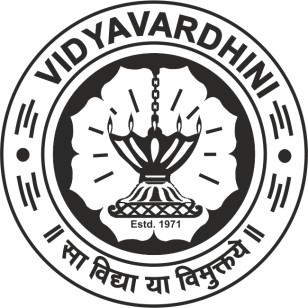 VIDYAVARDHINI
Estd. 1971
॥ सा विद्या या विमुक्तये ॥